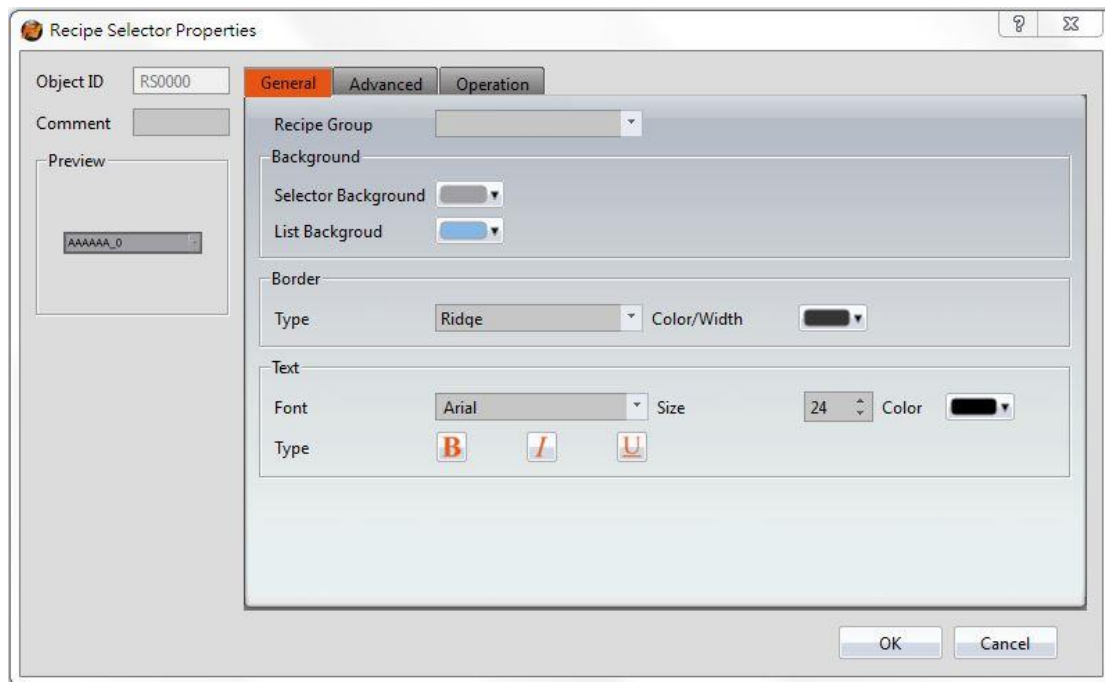 Recipe Selector Properties
Object ID RS0000
General Advanced Operation
Comment
Recipe Group
Preview
AAAAAA_0
Background
Selector Background
List Backgroud
Border
Type Ridge Color/Width
Text
Font Arial Size 24 Color
Type B I U
OK Cancel